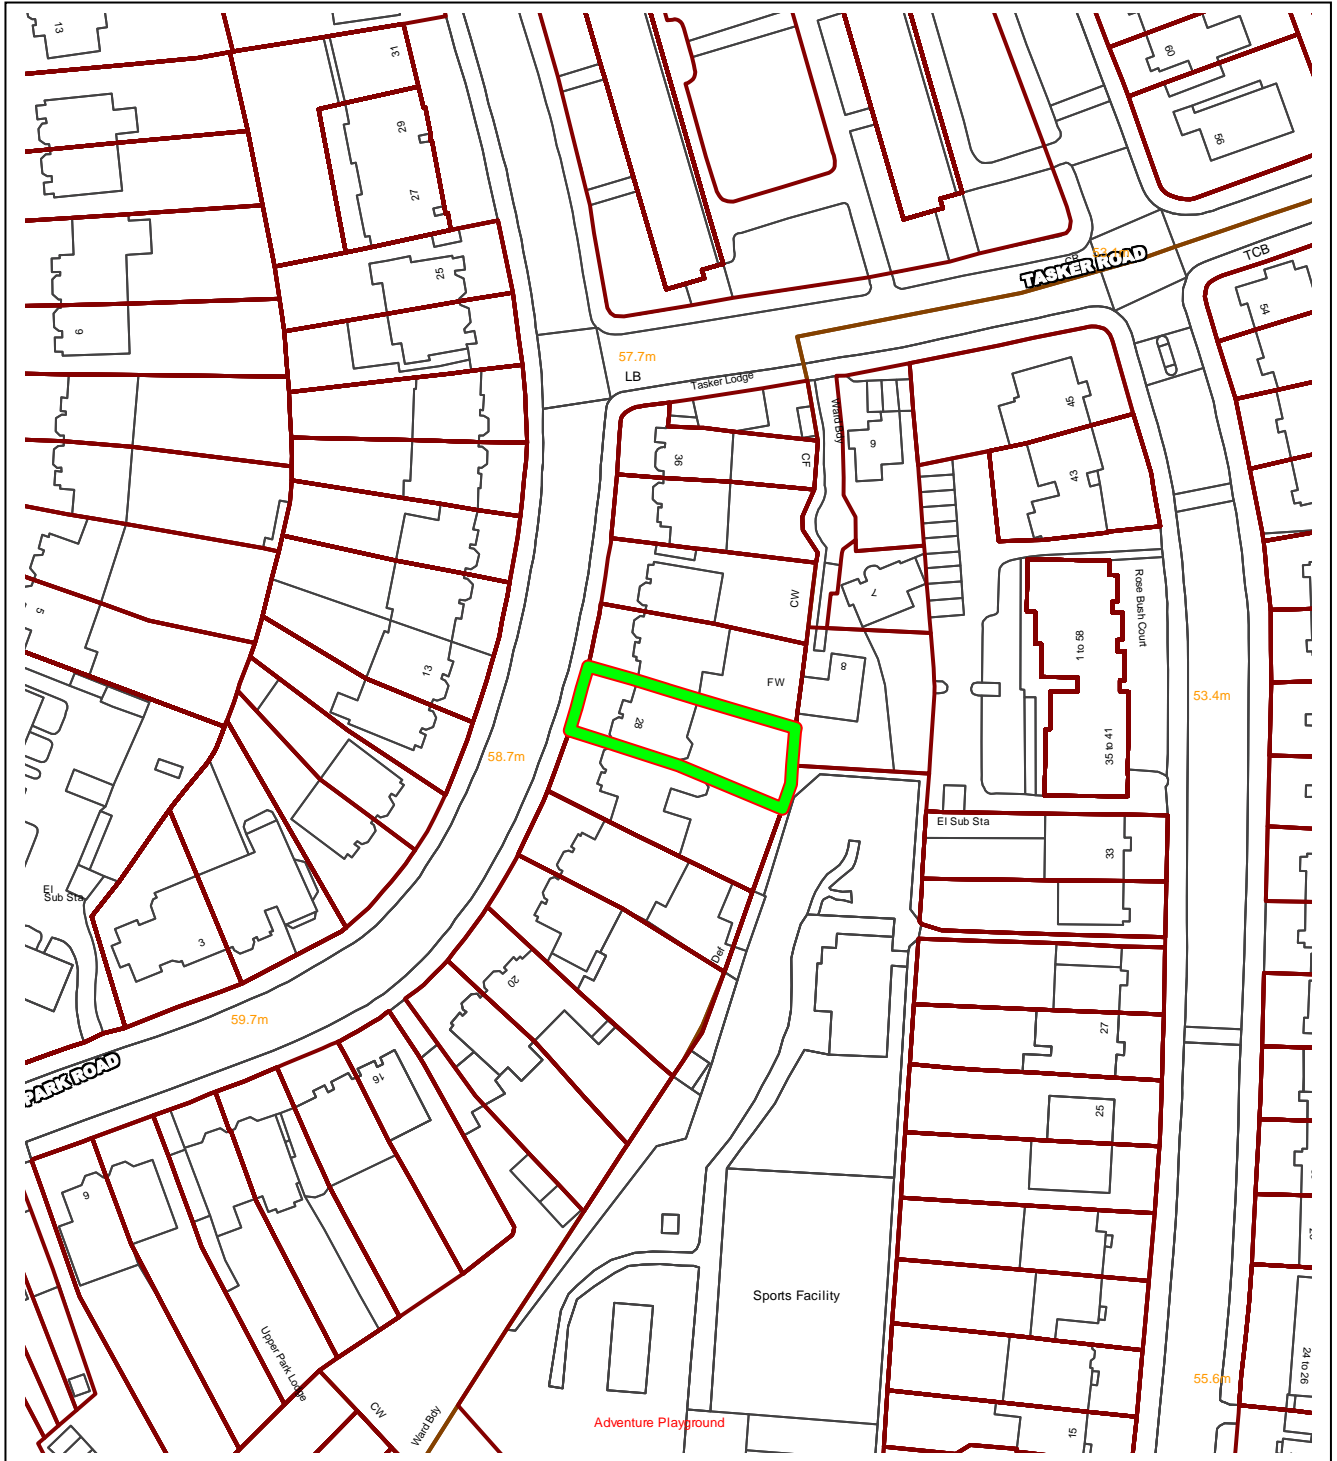 13
31
60
29
56
27
25
9
TASKER ROAD
TCB
54
57.7m
LB
Tasker Lodge
Ward Bdy
45
36
CF
6
43
5
CW
7
Rose Bush Court
1 to 58
13
8
FW
53.4m
28
58.7m
35 to 41
El Sub Sta
33
El
Sub Sta
3
Def
20
27
59.7m
PARK ROAD
16
25
9
Sports Facility
Upper Park Lodge
24 to 26
55.6m
CW
Ward Bdy
Adventure Playground
15